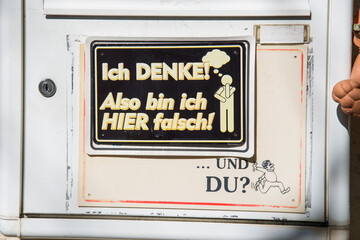 Ich DENKE!
Also bin ich
HIER falsch!
... UND
DU?